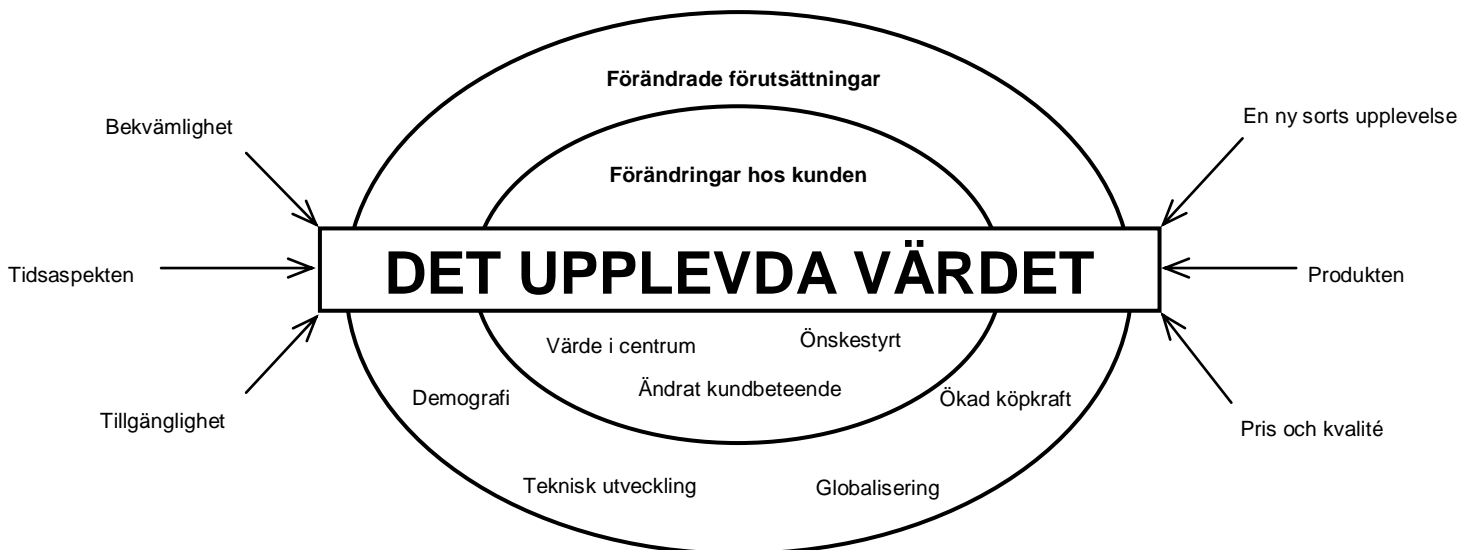 Förändrade förutsättningar
Bekvämlighet
En ny sorts upplevelse
Förändringar hos kunden
DET UPPLEVDA VÄRDET
Tidsaspekten
Produkten
Värde i centrum
Önskestyrt
Ändrat kundbeteende
Demografi
Ökad köpkraft
Tillgänglighet
Pris och kvalité
Teknisk utveckling
Globalisering